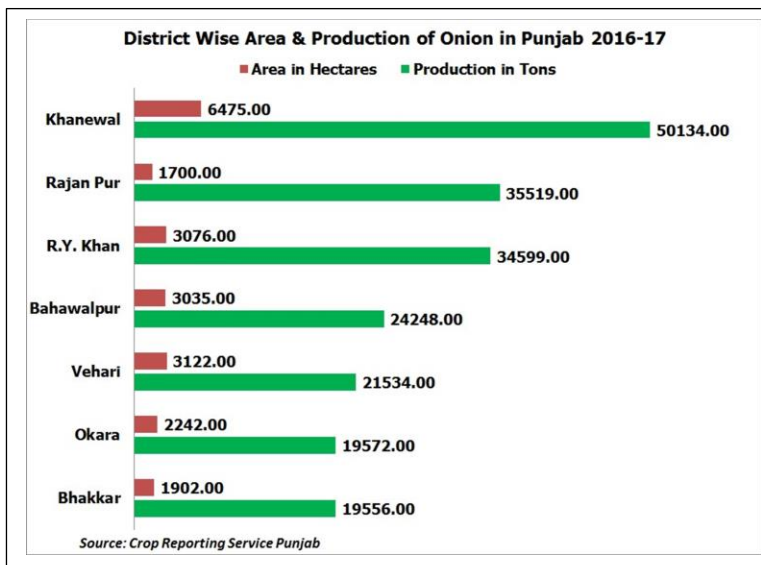 District Wise Area & Production of Onion in Punjab 2016-17
Area in Hectares Production in Tons
Khanewal
6475.00
50134.00
Rajan Pur
1700.00
35519.00
R.Y. Khan
3076.00
34599.00
Bahawalpur
3035.00
24248.00
Vehari
3122.00
21534.00
Okara
2242.00
19572.00
Bhakkar
1902.00
19556.00
Source: Crop Reporting Service Punjab